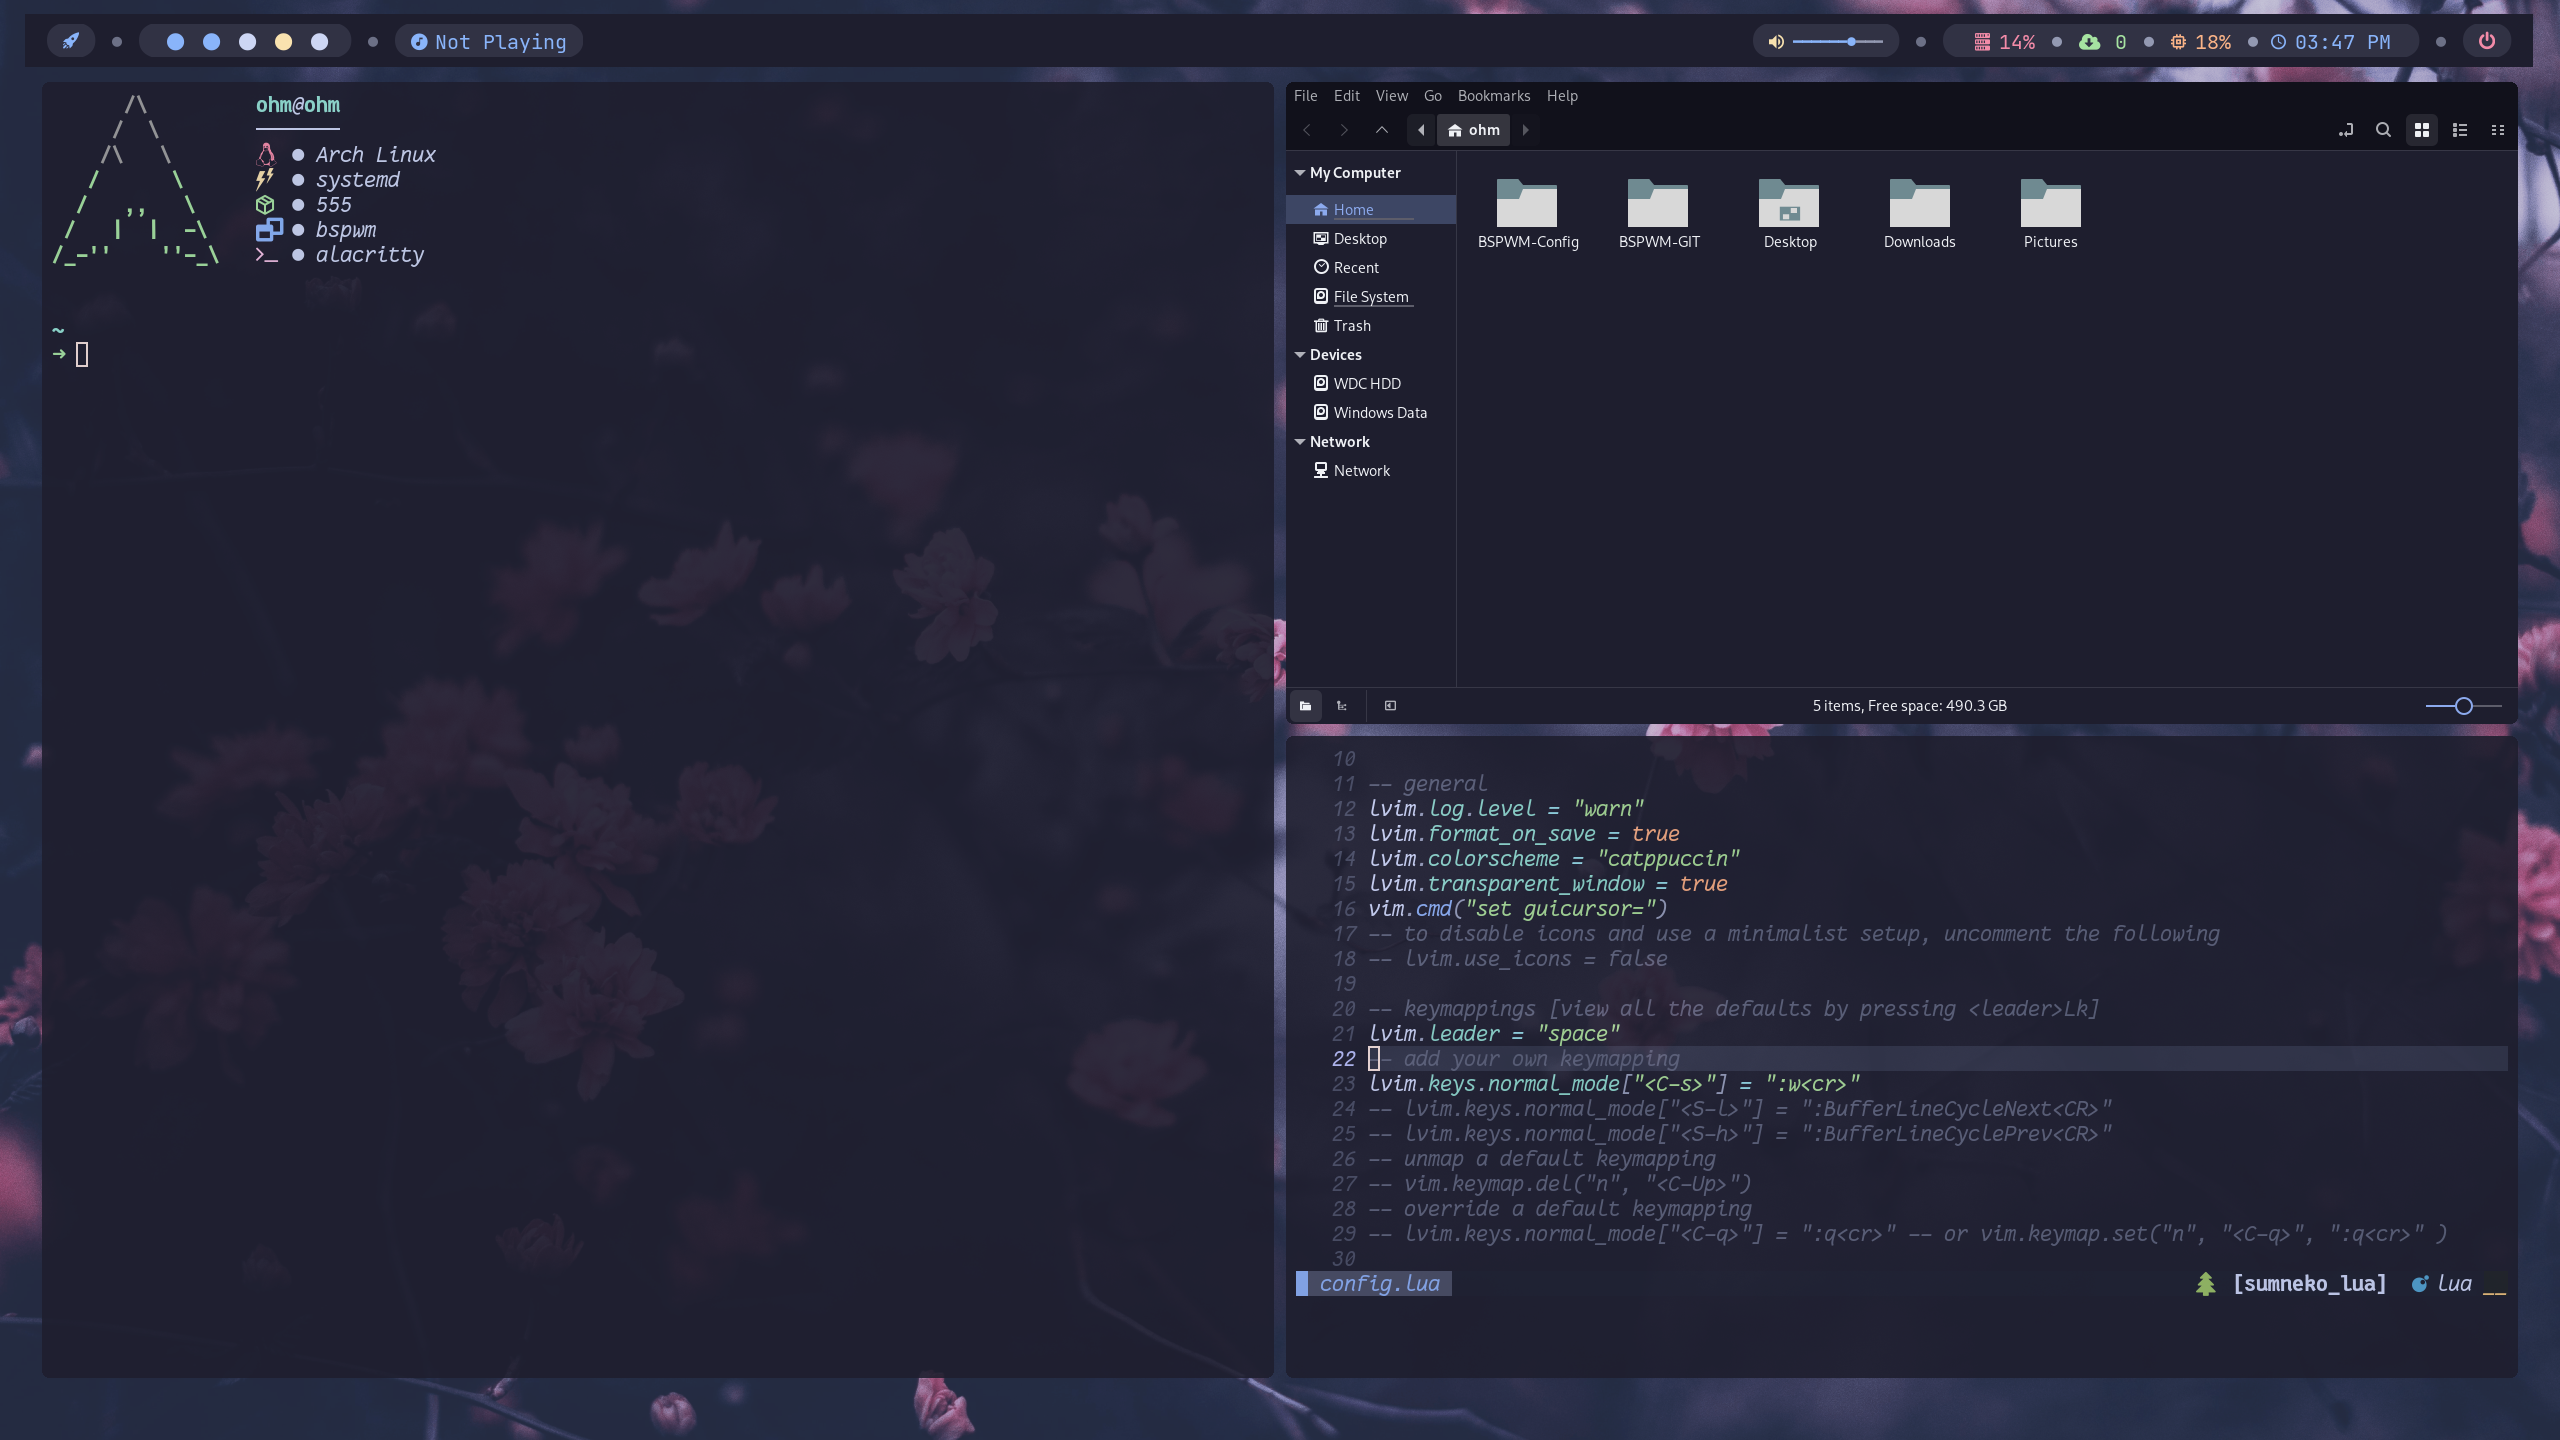 Not Playing
14%
0
18%
03:47 PM
ohm@ohm
Arch Linux
systemd
555
bspwm
alacritty
~
➜
File Edit View Go Bookmarks Help
ohm
My Computer
Home
Desktop
Recent
File System
Trash
Devices
WDC HDD
Windows Data
Network
Network
BSPWM-Config
BSPWM-GIT
Desktop
Downloads
Pictures
5 items, Free space: 490.3 GB
10
11 -- general
12 lvim.log.level = "warn"
13 lvim.format_on_save = true
14 lvim.colorscheme = "catppuccin"
15 lvim.transparent_window = true
16 vim.cmd("set guicursor=")
17 -- to disable icons and use a minimalist setup, uncomment the following
18 -- lvim.use_icons = false
19
20 -- keymappings [view all the defaults by pressing <leader>Lk]
21 lvim.leader = "space"
22 -- add your own keymapping
23 lvim.keys.normal_mode["<C-s>"] = ":w<cr>"
24 -- lvim.keys.normal_mode["<S-l>"] = ":BufferLineCycleNext<CR>"
25 -- lvim.keys.normal_mode["<S-h>"] = ":BufferLineCyclePrev<CR>"
26 -- unmap a default keymapping
27 -- vim.keymap.del("n", "<C-Up>")
28 -- override a default keymapping
29 -- lvim.keys.normal_mode["<C-q>"] = ":q<cr>" -- or vim.keymap.set("n", "<C-q>", ":q<cr>" )
30
config.lua
[sumneko_lua]
lua __